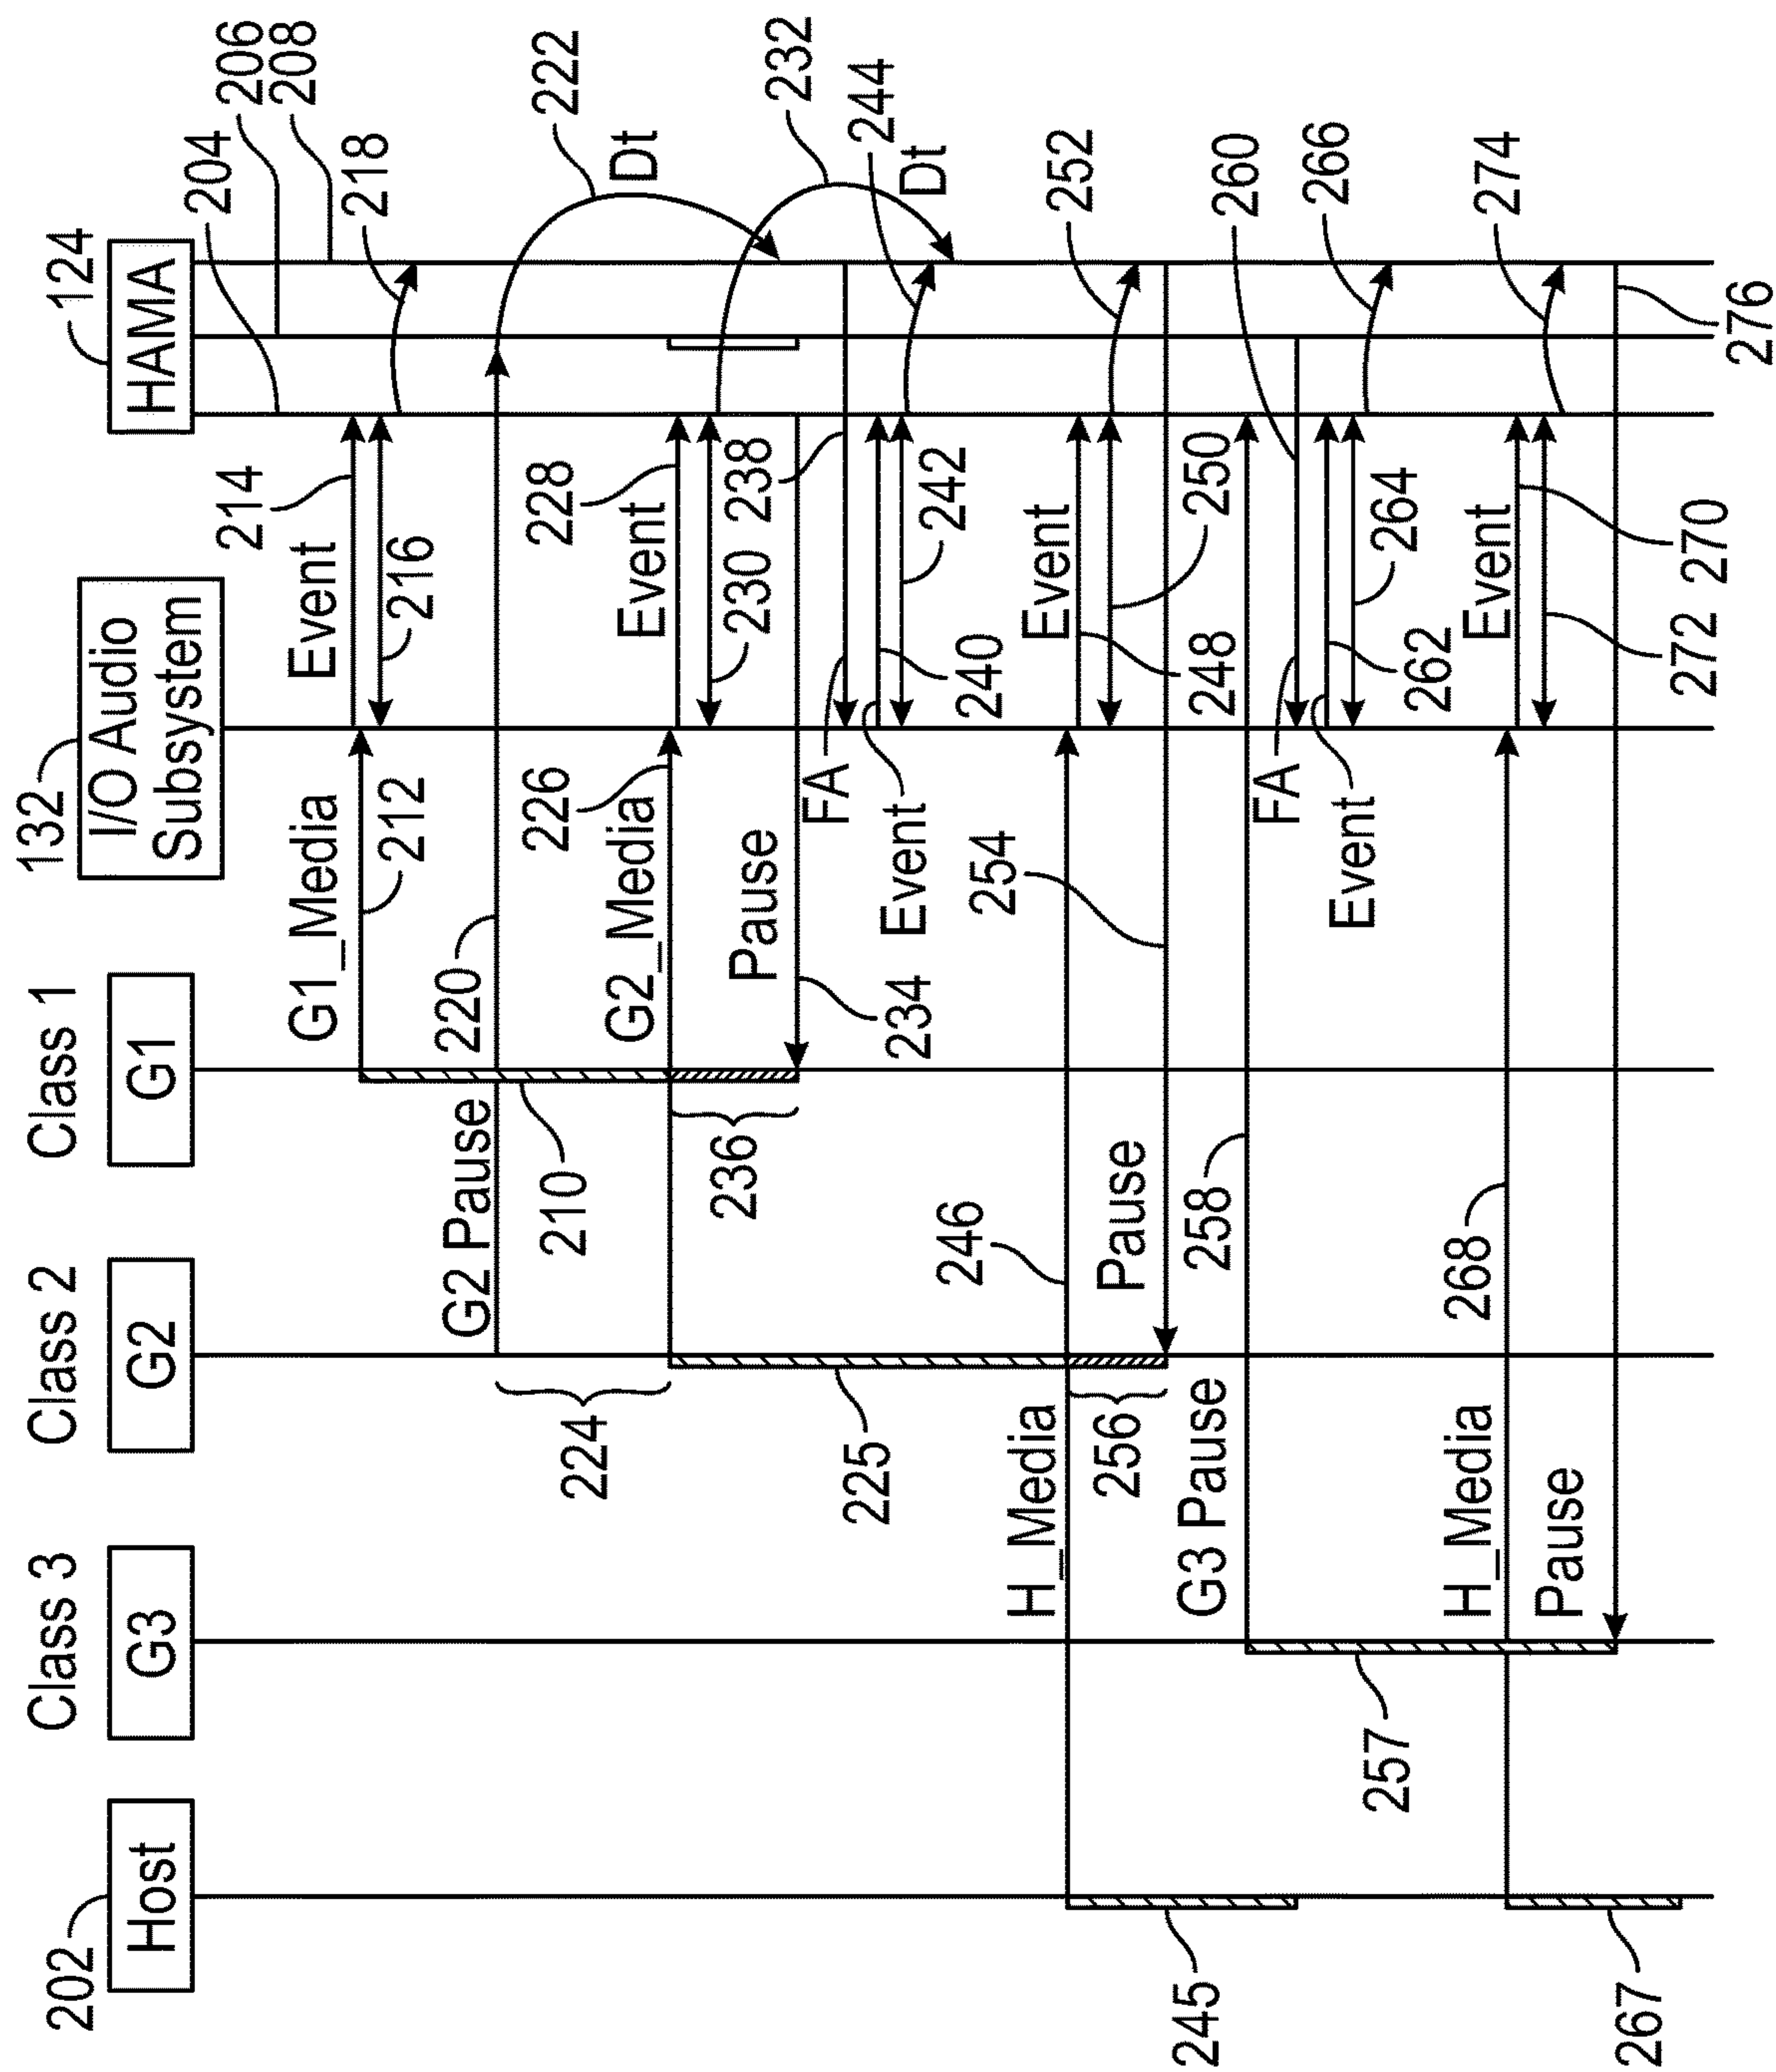 202
Host
Class 3
G3
Class 2
G2
Class 1
G1
132
I/O Audio
Subsystem
124
HAMA
204
206
208
G1_Media
212
Event
214
216
218
G2 Pause
220
222
Dt
210
224
G2_Media
226
Event
228
230
232
Dt
236
Pause
234
238
225
FA
Event
240
242
244
H_Media
246
Event
248
250
252
256
Pause
254
245
G3 Pause
258
FA
260
257
Event
262
264
266
H_Media
268
Event
270
272
274
Pause
276
267